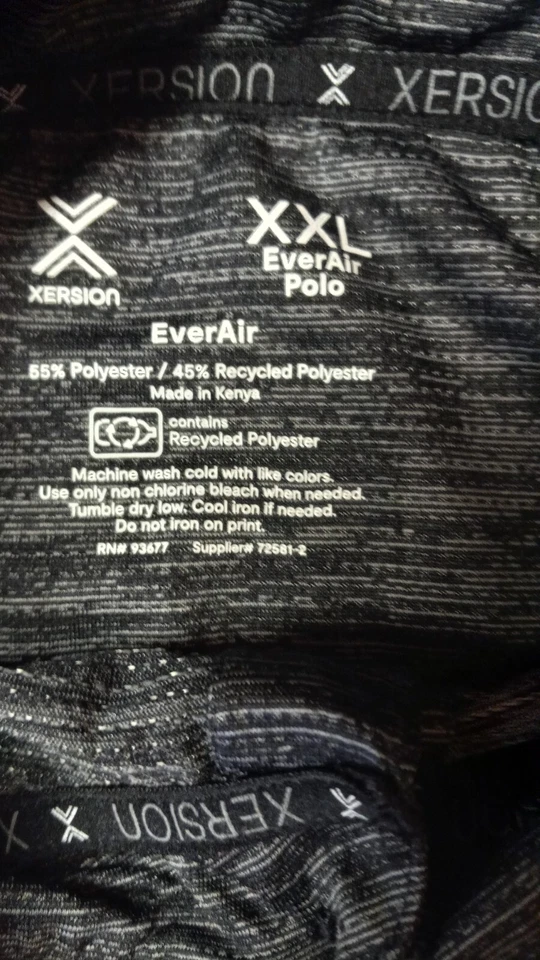 XERSION XERSIO
XXL
EverAir
Polo
XERSION
EverAir
55% Polyester / 45% Recycled Polyester
Made in Kenya
contains
Recycled Polyester
Machine wash cold with like colors.
Use only non chlorine bleach when needed.
Tumble dry low. Cool iron if needed.
Do not iron on print.
RN# 93677 Supplier# 72581-2
XERSION